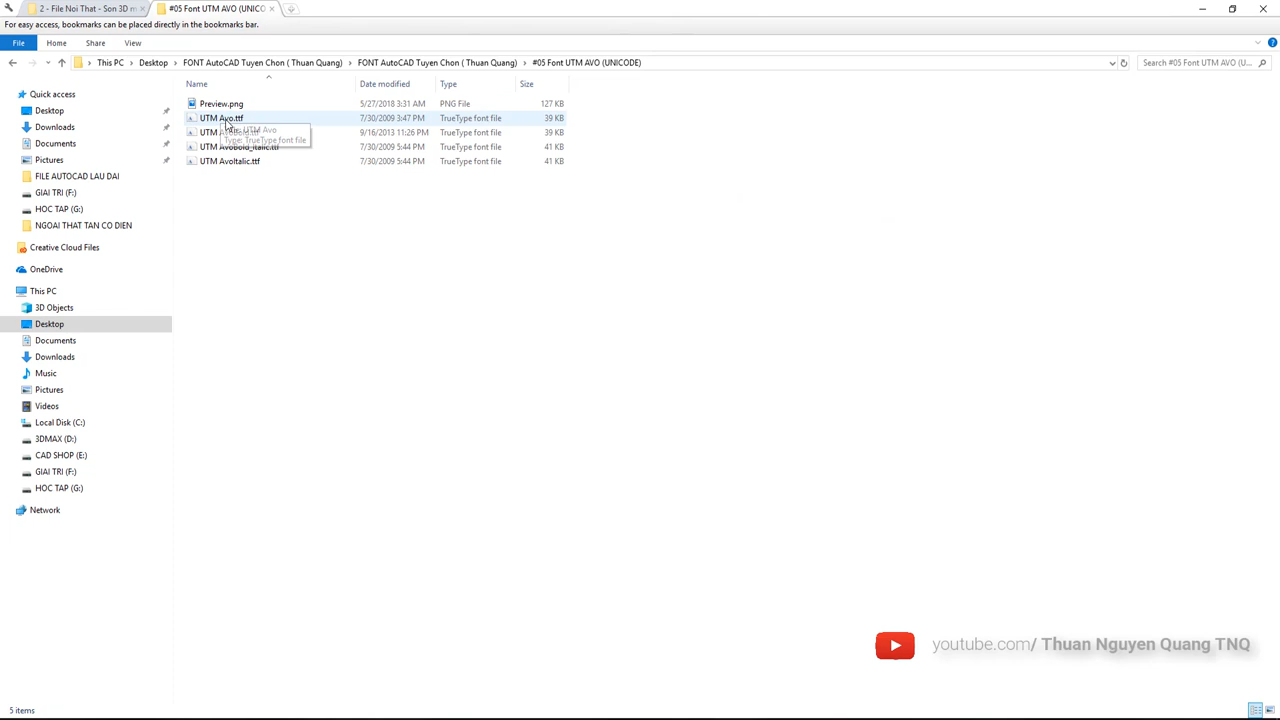 2 - File Noi That - Son 3D m
#05 Font UTM AVO (UNICO
For easy access, bookmarks can be placed directly in the bookmarks bar.
File Home Share View
This PC Desktop FONT AutoCAD Tuyen Chon ( Thuan Quang) FONT AutoCAD Tuyen Chon ( Thuan Quang) #05 Font UTM AVO (UNICODE)
Search #05 Font UTM AVO (U...
Name Date modified Type Size
Preview.png 5/27/2018 3:31 AM PNG File 127 KB
UTM Avo.ttf 7/30/2009 3:47 PM TrueType font file 39 KB
UTM 9/16/2013 11:26 PM TrueType font file 39 KB
UTM AvoBold_Italic.ttf 7/30/2009 5:44 PM TrueType font file 41 KB
UTM AvoItalic.ttf 7/30/2009 5:44 PM TrueType font file 41 KB
UTM Avo
Type: TrueType font file
Quick access
Desktop
Downloads
Documents
Pictures
FILE AUTOCAD LAU DAI
GIAI TRI (F:)
HOC TAP (G:)
NGOAI THAT TAN CO DIEN
Creative Cloud Files
OneDrive
This PC
3D Objects
Desktop
Documents
Downloads
Music
Pictures
Videos
Local Disk (C:)
3DMAX (D:)
CAD SHOP (E:)
GIAI TRI (F:)
HOC TAP (G:)
Network
youtube.com/ Thuan Nguyen Quang TNQ
5 items